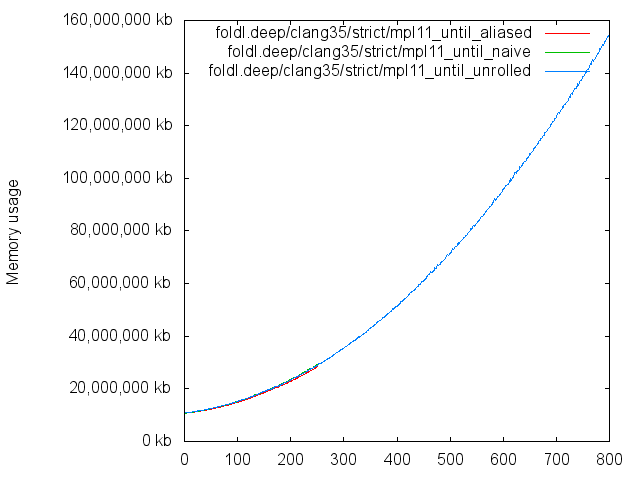 160,000,000 kb
foldl.deep/clang35/strict/mpl11_until_aliased
foldl.deep/clang35/strict/mpl11_until_naive
foldl.deep/clang35/strict/mpl11_until_unrolled
140,000,000 kb
120,000,000 kb
100,000,000 kb
80,000,000 kb
60,000,000 kb
40,000,000 kb
20,000,000 kb
0 kb
Memory usage
0 100 200 300 400 500 600 700 800